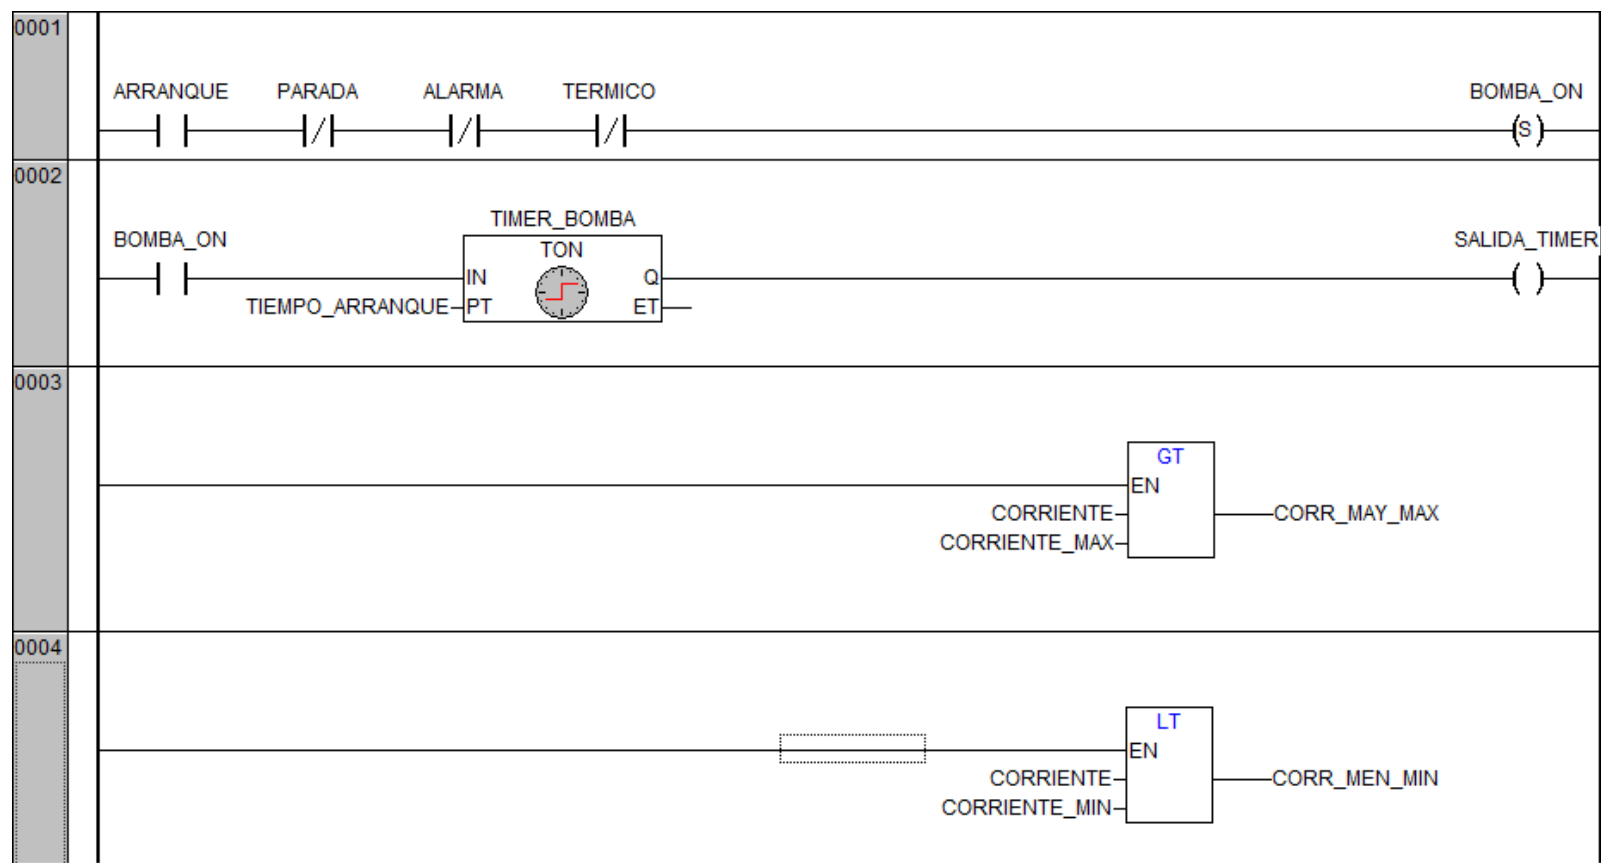 0001
ARRANQUE PARADA ALARMA TERMICO BOMBA_ON
S
0002
TIMER_BOMBA
BOMBA_ON TON SALIDA_TIMER
IN Q
TIEMPO_ARRANQUE PT ET
0003
GT
EN
CORRIENTE CORR_MAY_MAX
CORRIENTE_MAX
0004
LT
EN
CORRIENTE CORR_MEN_MIN
CORRIENTE_MIN